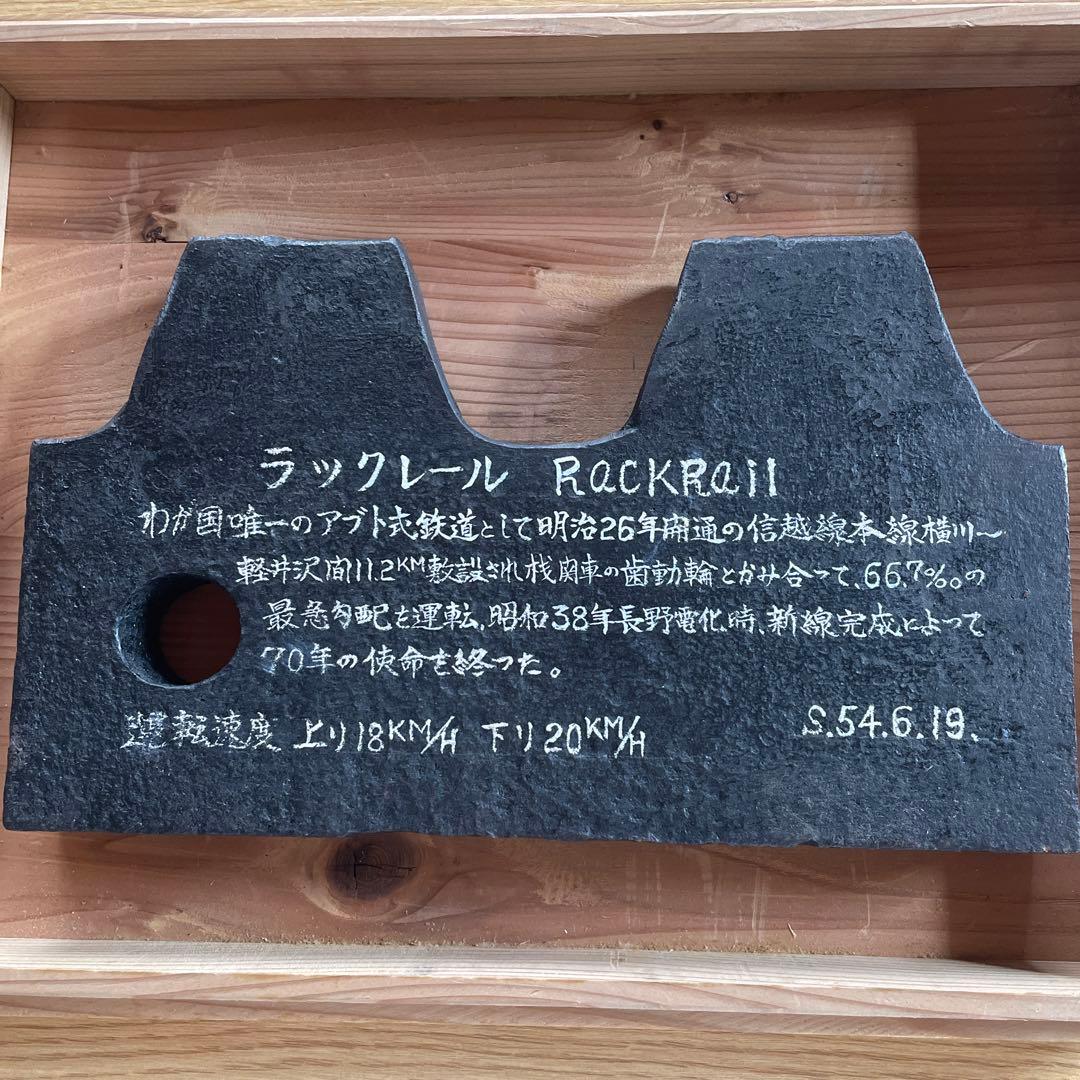 ラックレール RACKRail
わが国唯一のアブト式鉄道として明治26年開通の信越線本線横川〜
軽井沢間11.2KM敷設され機関車の歯動輪とかみ合って、66.7‰の
最急勾配を運転、昭和38年長野電化時、新線完成によって
70年の使命を終った。
運転速度 上り18KM/H 下り20KM/H
S.54.6.19.